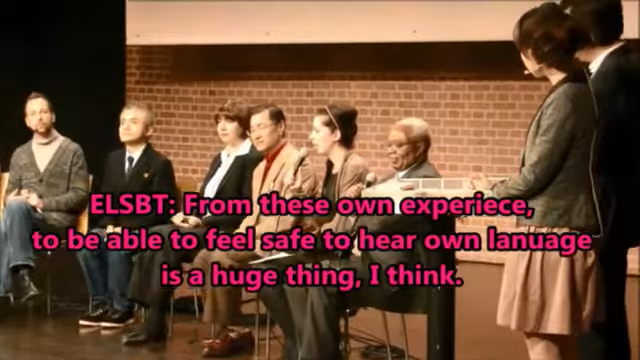 ELSBT: From these own experiece,
to be able to feel safe to hear own lanuage
is a huge thing, I think.